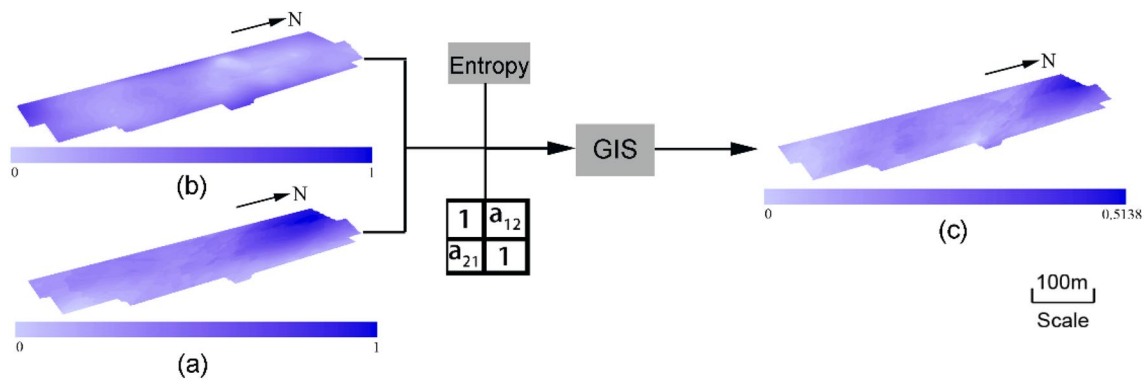 N
0 1
(b)
N
0 1
(a)
Entropy
1 a12
a21 1
GIS
N
0 0.5138
(c)
100m
Scale